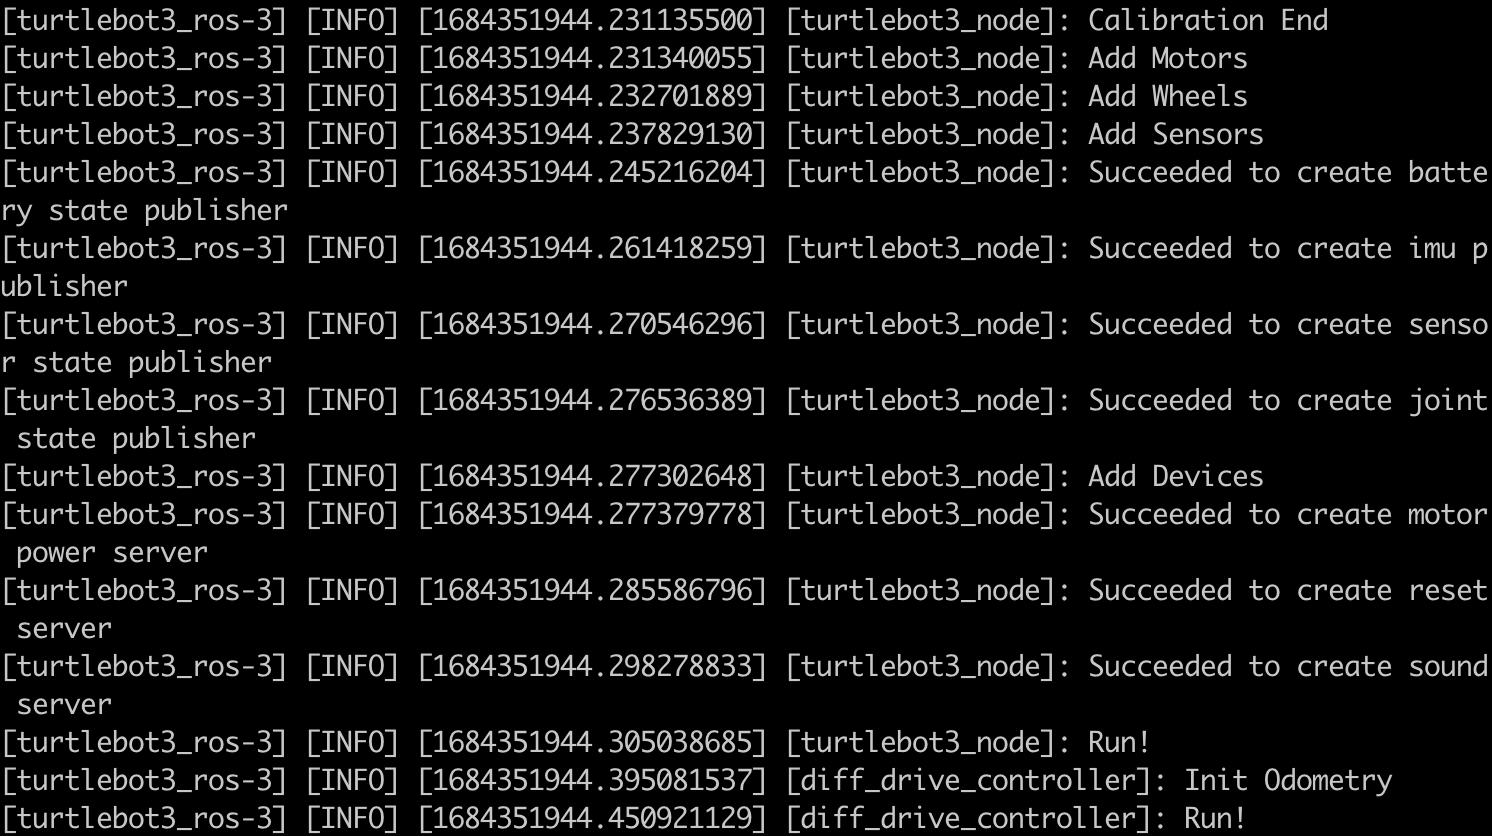 [turtlebot3_ros-3] [INFO] [1684351944.231135500] [turtlebot3_node]: Calibration End
[turtlebot3_ros-3] [INFO] [1684351944.231340055] [turtlebot3_node]: Add Motors
[turtlebot3_ros-3] [INFO] [1684351944.232701889] [turtlebot3_node]: Add Wheels
[turtlebot3_ros-3] [INFO] [1684351944.237829130] [turtlebot3_node]: Add Sensors
[turtlebot3_ros-3] [INFO] [1684351944.245216204] [turtlebot3_node]: Succeeded to create batte
ry state publisher
[turtlebot3_ros-3] [INFO] [1684351944.261418259] [turtlebot3_node]: Succeeded to create imu p
ublisher
[turtlebot3_ros-3] [INFO] [1684351944.270546296] [turtlebot3_node]: Succeeded to create senso
r state publisher
[turtlebot3_ros-3] [INFO] [1684351944.276536389] [turtlebot3_node]: Succeeded to create joint
 state publisher
[turtlebot3_ros-3] [INFO] [1684351944.277302648] [turtlebot3_node]: Add Devices
[turtlebot3_ros-3] [INFO] [1684351944.277379778] [turtlebot3_node]: Succeeded to create motor
 power server
[turtlebot3_ros-3] [INFO] [1684351944.285586796] [turtlebot3_node]: Succeeded to create reset
 server
[turtlebot3_ros-3] [INFO] [1684351944.298278833] [turtlebot3_node]: Succeeded to create sound
 server
[turtlebot3_ros-3] [INFO] [1684351944.305038685] [turtlebot3_node]: Run!
[turtlebot3_ros-3] [INFO] [1684351944.395081537] [diff_drive_controller]: Init Odometry
[turtlebot3_ros-3] [INFO] [1684351944.450921129] [diff_drive_controller]: Run!